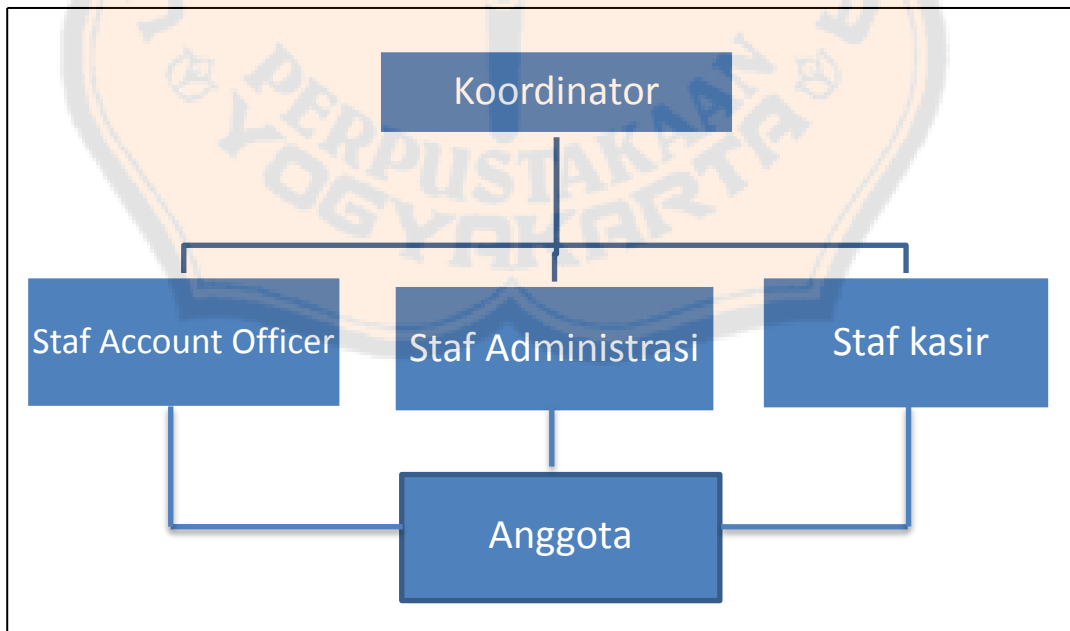 Koordinator
Staf Account Officer
Staf Administrasi
Staf kasir
Anggota
PERPUSTAKAAN
YOGYAKARTA